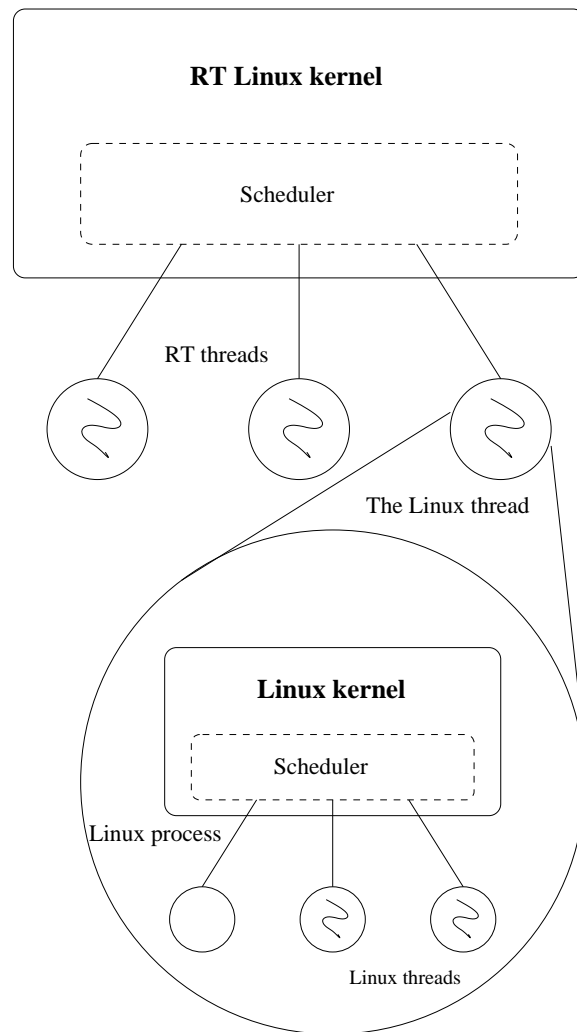 RT Linux kernel
Scheduler
RT threads
The Linux thread
Linux kernel
Scheduler
Linux process
Linux threads